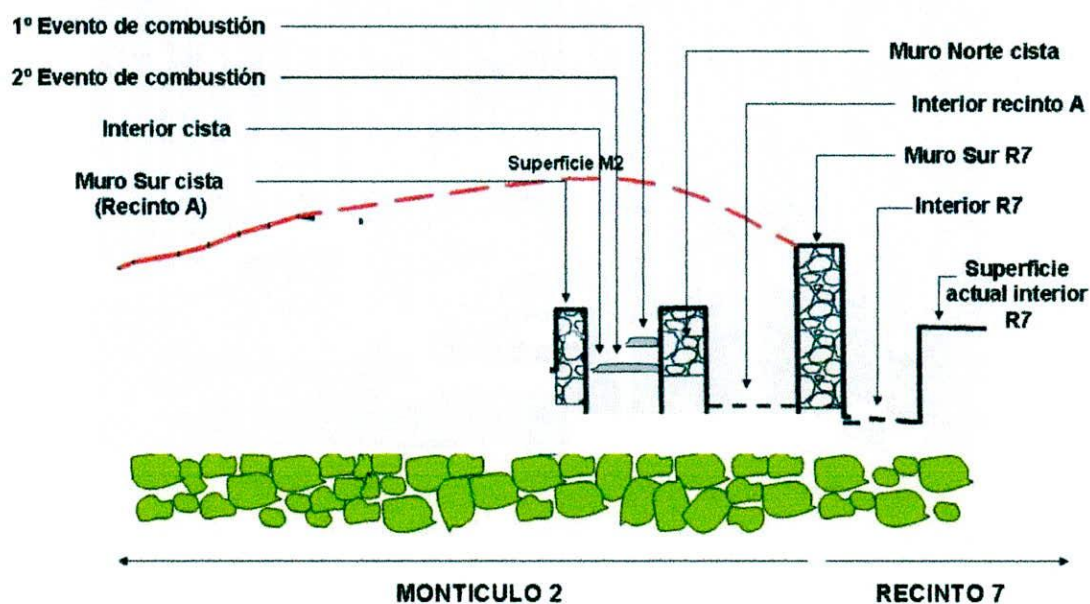 1º Evento de combustión
2º Evento de combustión
Interior cista
Muro Sur cista
(Recinto A)
Superficie M2
Muro Norte cista
Interior recinto A
Muro Sur R7
Interior R7
Superficie
actual interior
R7
MONTICULO 2
RECINTO 7